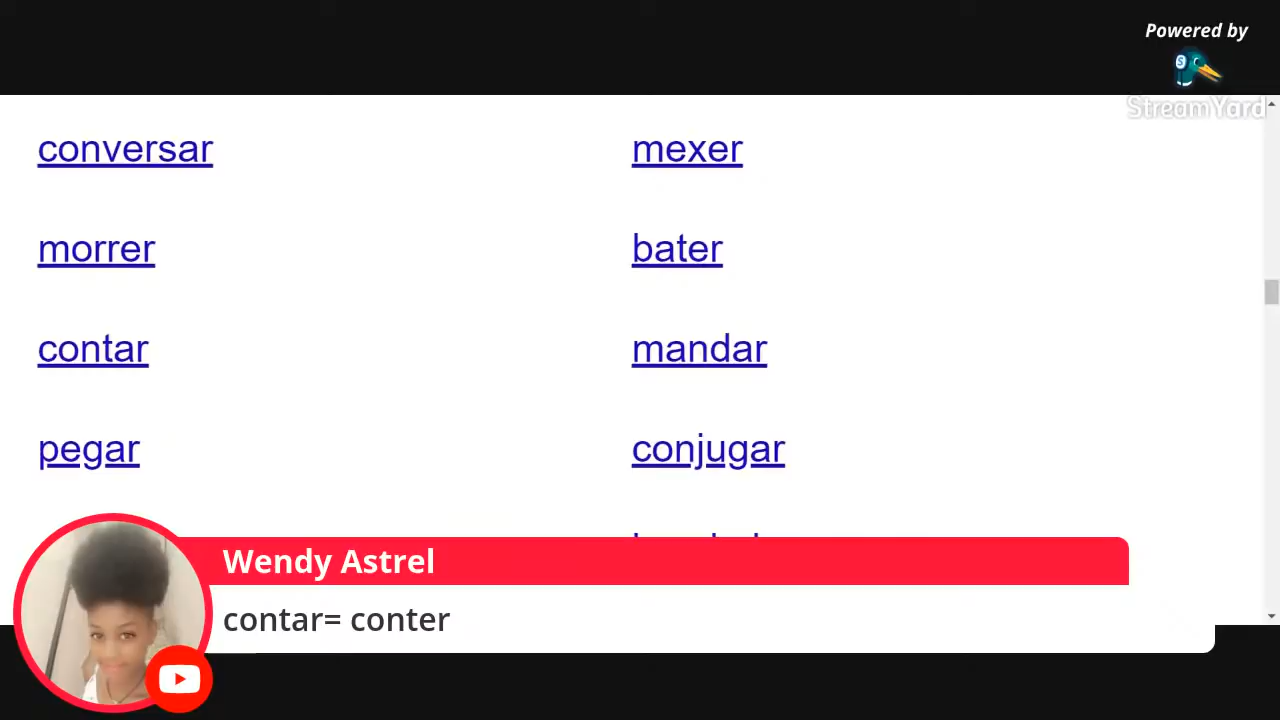 Powered by
StreamYard
conversar
mexer
morrer
bater
contar
mandar
pegar
conjugar
Wendy Astrel
contar= conter